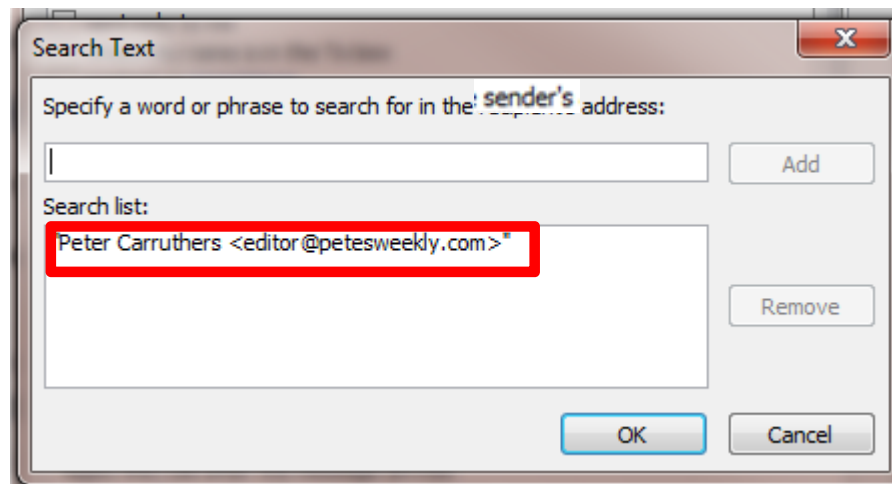 Search Text
Specify a word or phrase to search for in the sender's address:
Add
Search list:
"Peter Carruthers <editor@petesweekly.com>"
Remove
OK
Cancel